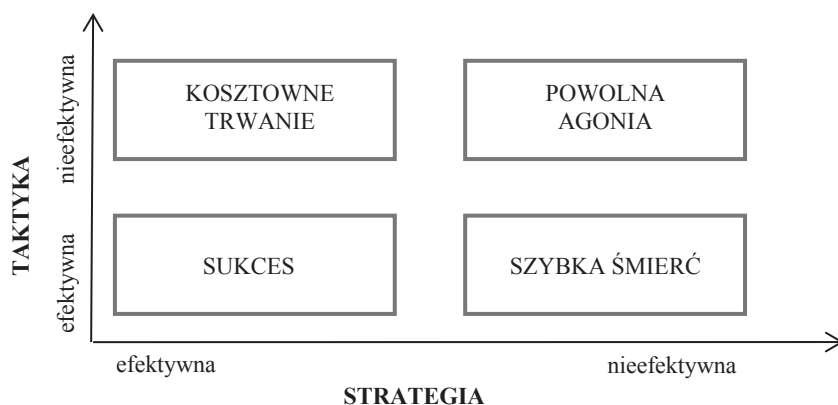 KOSZTOWNE
TRWANIE
POWOLNA
AGONIA
SUKCES
SZYBKA ŚMIERĆ
TAKTYKA
nieefektywna
efektywna
efektywna
nieefektywna
STRATEGIA